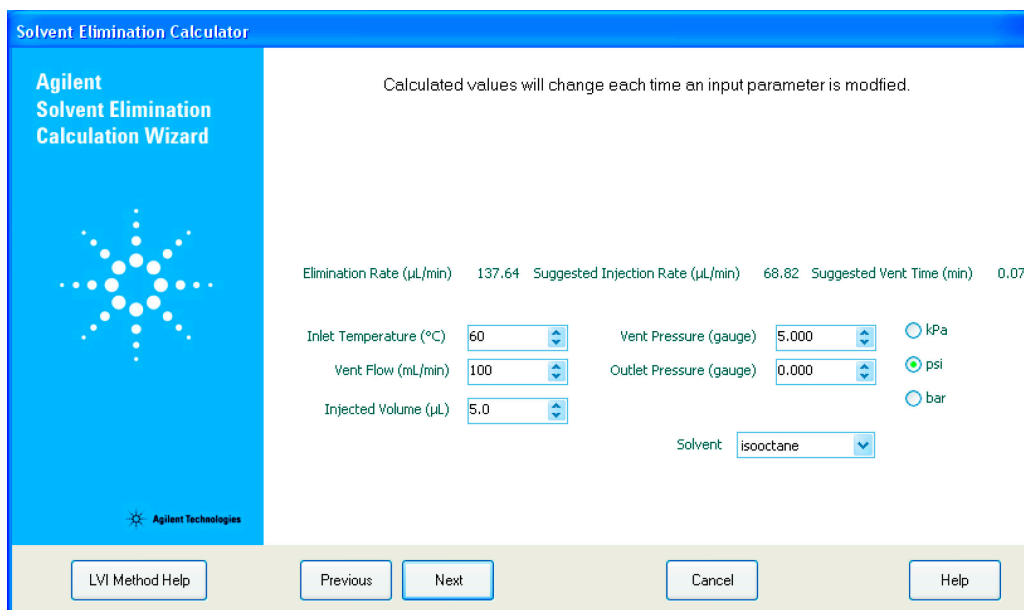 Solvent Elimination Calculator
Agilent
Solvent Elimination
Calculation Wizard
Calculated values will change each time an input parameter is modfied.
Elimination Rate (µL/min) 137.64 Suggested Injection Rate (µL/min) 68.82 Suggested Vent Time (min) 0.07
Inlet Temperature (°C) 60 Vent Pressure (gauge) 5.000 kPa
Vent Flow (mL/min) 100 Outlet Pressure (gauge) 0.000 psi
Injected Volume (µL) 5.0 bar
Solvent isooctane
Agilent Technologies
LVI Method Help Previous Next Cancel Help